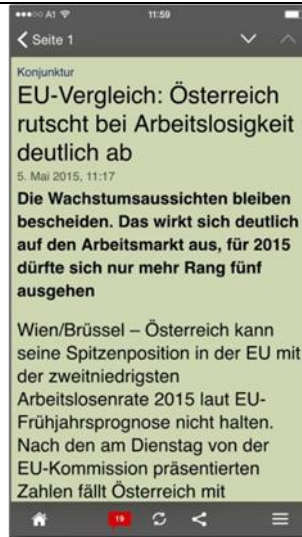 A1 11:59
Seite 1
Konjunktur
EU-Vergleich: Österreich
rutscht bei Arbeitslosigkeit
deutlich ab
5. Mai 2015, 11:17
Die Wachstumsaussichten bleiben
bescheiden. Das wirkt sich deutlich
auf den Arbeitsmarkt aus, für 2015
dürfte sich nur mehr Rang fünf
ausgehen
Wien/Brüssel – Österreich kann
seine Spitzenposition in der EU mit
der zweitniedrigsten
Arbeitslosenrate 2015 laut EU-
Frühjahrsprognose nicht halten.
Nach den am Dienstag von der
EU-Kommission präsentierten
Zahlen fällt Österreich mit
19